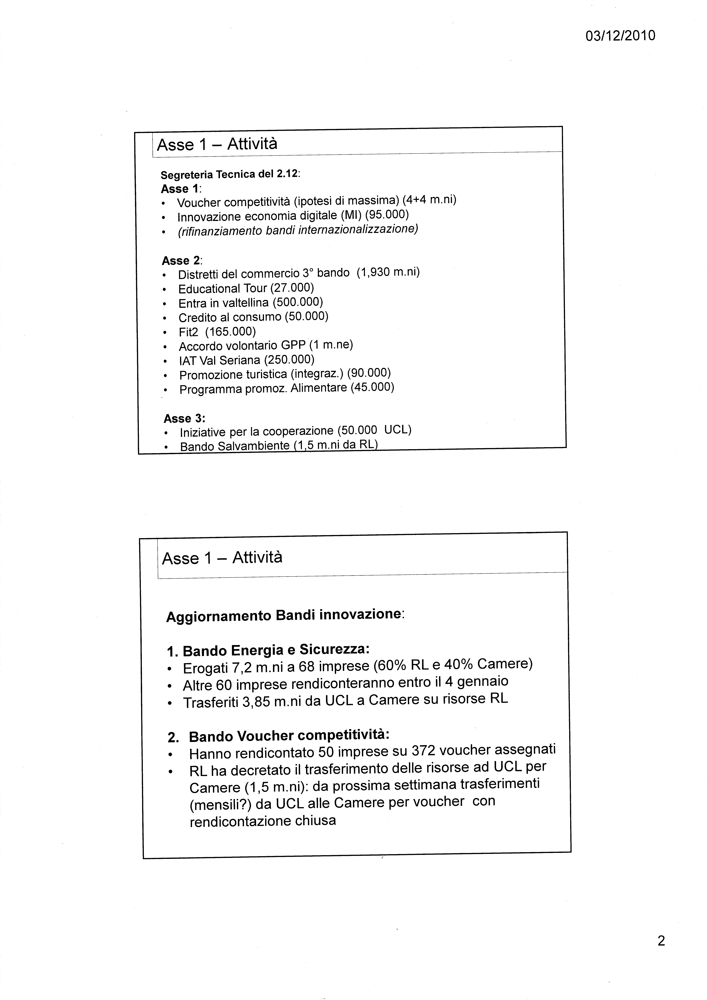 03/12/2010
Asse 1 – Attività
Segreteria Tecnica del 2.12:
Asse 1:
• Voucher competitività (ipotesi di massima) (4+4 m.ni)
• Innovazione economia digitale (MI) (95.000)
• (rifinanziamento bandi internazionalizzazione)
Asse 2:
• Distretti del commercio 3° bando (1,930 m.ni)
• Educational Tour (27.000)
• Entra in valtellina (500.000)
• Credito al consumo (50.000)
• Fit2 (165.000)
• Accordo volontario GPP (1 m.ne)
• IAT Val Seriana (250.000)
• Promozione turistica (integraz.) (90.000)
• Programma promoz. Alimentare (45.000)
Asse 3:
• Iniziative per la cooperazione (50.000 UCL)
• Bando Salvambiente (1,5 m.ni da RL)
Asse 1 – Attività
Aggiornamento Bandi innovazione:
1. Bando Energia e Sicurezza:
• Erogati 7,2 m.ni a 68 imprese (60% RL e 40% Camere)
• Altre 60 imprese rendiconteranno entro il 4 gennaio
• Trasferiti 3,85 m.ni da UCL a Camere su risorse RL
2. Bando Voucher competitività:
• Hanno rendicontato 50 imprese su 372 voucher assegnati
• RL ha decretato il trasferimento delle risorse ad UCL per
Camere (1,5 m.ni): da prossima settimana trasferimenti
(mensili?) da UCL alle Camere per voucher con
rendicontazione chiusa
2